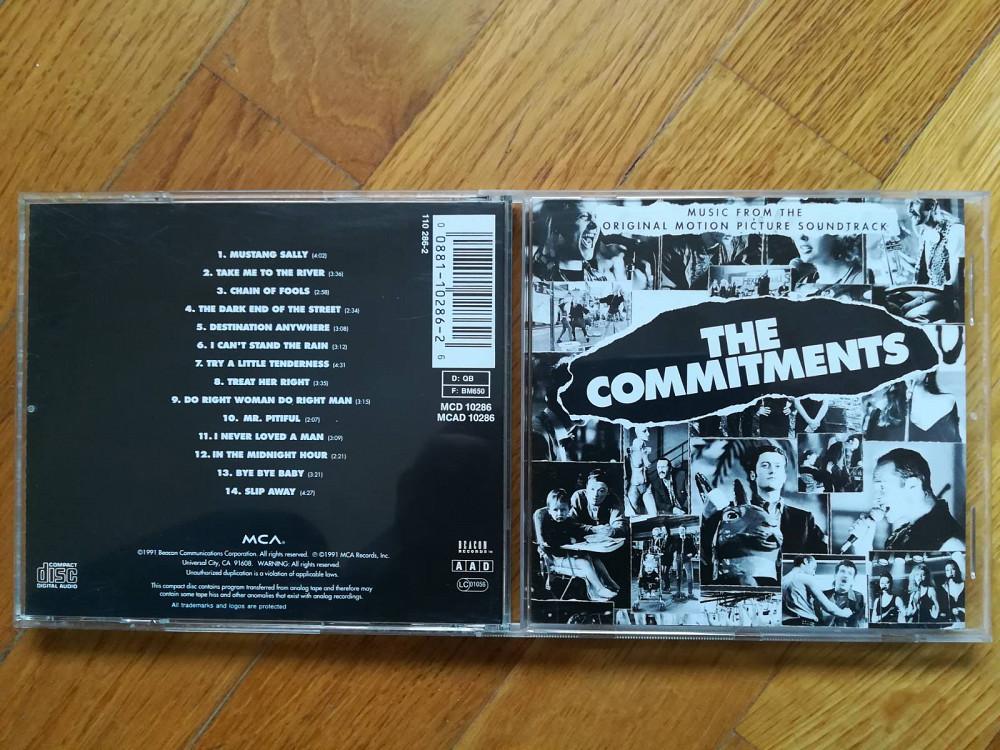 1. MUSTANG SALLY (4:02)
2. TAKE ME TO THE RIVER (3:36)
3. CHAIN OF FOOLS (2:58)
4. THE DARK END OF THE STREET (2:34)
5. DESTINATION ANYWHERE (3:08)
6. I CAN'T STAND THE RAIN (3:12)
7. TRY A LITTLE TENDERNESS (4:31
8. TREAT HER RIGHT (3:35)
9. DO RIGHT WOMAN DO RIGHT MAN (3:15)
10. MR. PITIFUL (2:07)
11. I NEVER LOVED A MAN (3:09)
12. IN THE MIDNIGHT HOUR (2:21)
13. BYE BYE BABY (3:21)
14. SLIP AWAY (4:27)
110 286-2
0 0881-10286-2 6
D: QB
F: BM650
MCD 10286
MCAD 10286
MCA®
©1991 Beacon Communications Corporation. All rights reserved. ℗©1991 MCA Records, Inc.
Universal City, CA 91608. WARNING: All rights reserved.
Unauthorized duplication is a violation of applicable laws.
This compact disc contains program transferred from analog tape and therefore may
contain some tape hiss and other anomalies that exist with analog recordings.
All trademarks and logos are protected
COMPACT
disc
DIGITAL AUDIO
BEACON
RECORDS™
AAD
LC 01056
MUSIC FROM THE
ORIGINAL MOTION PICTURE SOUNDTRACK
THE
COMMITMENTS